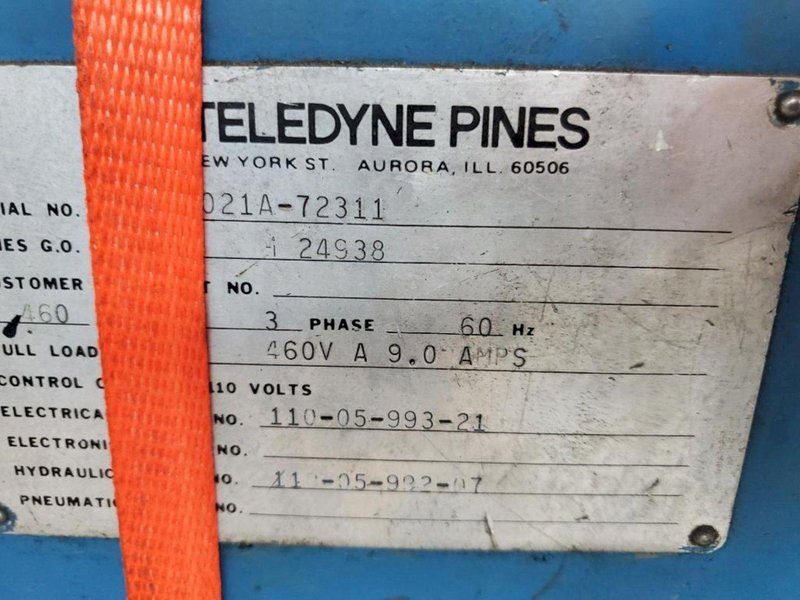 TELEDYNE PINES
EW YORK ST. AURORA, ILL. 60506
IAL NO. 021A-72311
ES G.O. 24938
STOMER T NO.
460 3 PHASE 60 Hz
ULL LOAD 460V A 9.0 AMPS
CONTROL C 110 VOLTS
ELECTRICA NO. 110-05-993-21
ELECTRONI NO.
HYDRAULIC O.
PNEUMATI NO.